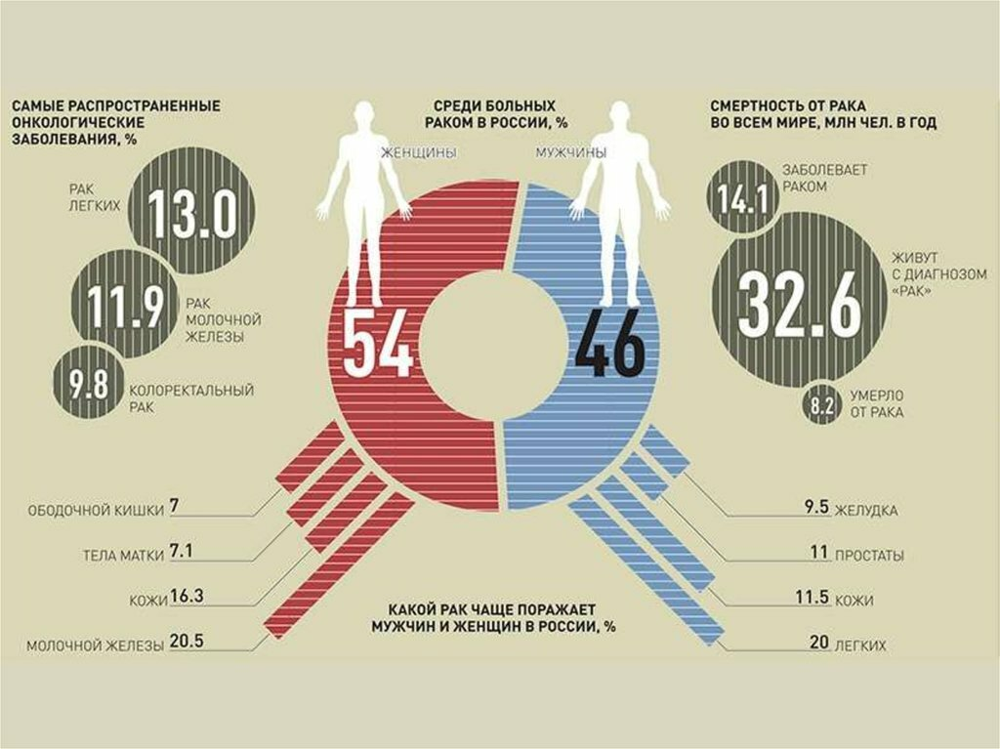 САМЫЕ РАСПРОСТРАНЕННЫЕ
ОНКОЛОГИЧЕСКИЕ
ЗАБОЛЕВАНИЯ, %
РАК
ЛЕГКИХ
13.0
11.9
РАК
МОЛОЧНОЙ
ЖЕЛЕЗЫ
9.8
КОЛОРЕКТАЛЬНЫЙ
РАК
СРЕДИ БОЛЬНЫХ
РАКОМ В РОССИИ, %
ЖЕНЩИНЫ
МУЖЧИНЫ
54
46
СМЕРТНОСТЬ ОТ РАКА
ВО ВСЕМ МИРЕ, МЛН ЧЕЛ. В ГОД
14.1
ЗАБОЛЕВАЕТ
РАКОМ
32.6
ЖИВУТ
С ДИАГНОЗОМ
«РАК»
8.2
УМЕРЛО
ОТ РАКА
ОБОДОЧНОЙ КИШКИ 7
ТЕЛА МАТКИ 7.1
КОЖИ 16.3
МОЛОЧНОЙ ЖЕЛЕЗЫ 20.5
КАКОЙ РАК ЧАЩЕ ПОРАЖАЕТ
МУЖЧИН И ЖЕНЩИН В РОССИИ, %
9.5 ЖЕЛУДКА
11 ПРОСТАТЫ
11.5 КОЖИ
20 ЛЕГКИХ